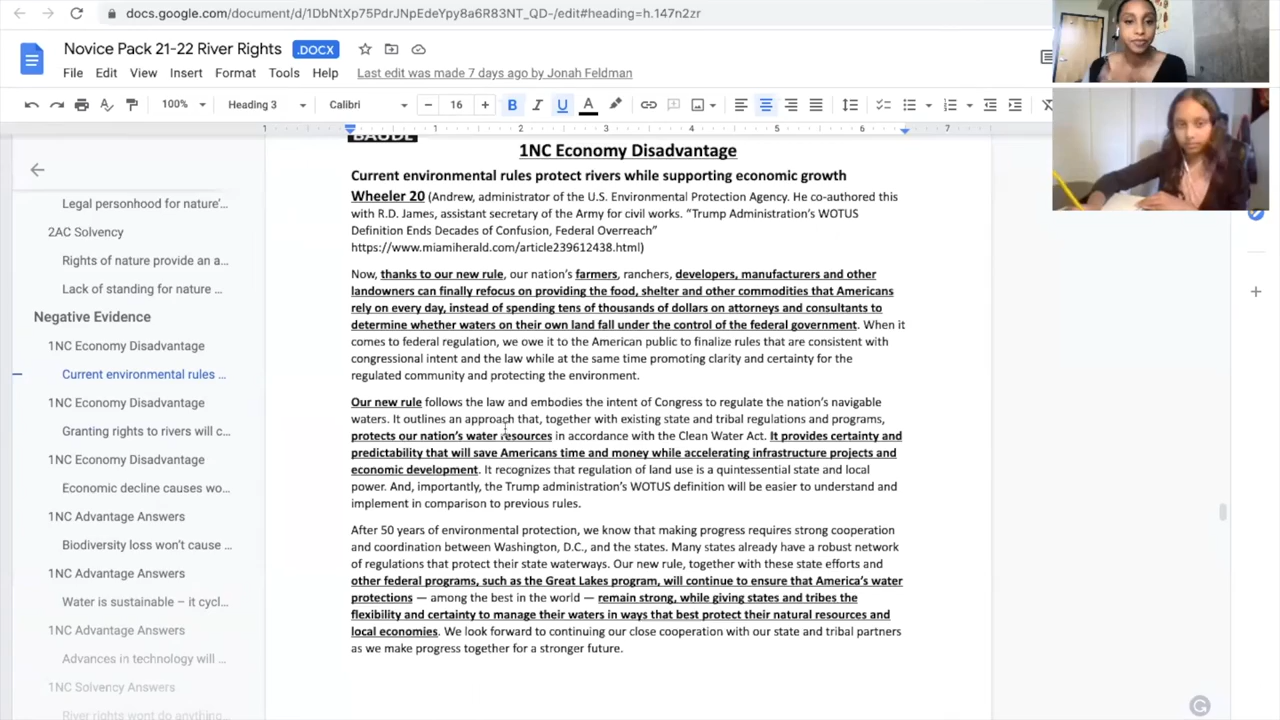 docs.google.com/document/d/1DbNtXp75PdrJNpEdeYpy8a6R83NT_QD-/edit#heading=h.147n2zr
Novice Pack 21-22 River Rights .DOCX
File Edit View Insert Format Tools Help Last edit was made 7 days ago by Jonah Feldman
100% Heading 3 Calibri 16 B I U A
1 1 2 3 4 5 6 7
BAUDL
Legal personhood for nature'...
2AC Solvency
Rights of nature provide an a...
Lack of standing for nature ...
Negative Evidence
1NC Economy Disadvantage
Current environmental rules ...
1NC Economy Disadvantage
Granting rights to rivers will c...
1NC Economy Disadvantage
Economic decline causes wo...
1NC Advantage Answers
Biodiversity loss won't cause ...
1NC Advantage Answers
Water is sustainable – it cycl...
1NC Advantage Answers
Advances in technology will ...
1NC Solvency Answers
River rights wont do anything...
1NC Economy Disadvantage
Current environmental rules protect rivers while supporting economic growth
Wheeler 20 (Andrew, administrator of the U.S. Environmental Protection Agency. He co-authored this
with R.D. James, assistant secretary of the Army for civil works. “Trump Administration’s WOTUS
Definition Ends Decades of Confusion, Federal Overreach”
https://www.miamiherald.com/article239612438.html)
Now, thanks to our new rule, our nation’s farmers, ranchers, developers, manufacturers and other
landowners can finally refocus on providing the food, shelter and other commodities that Americans
rely on every day, instead of spending tens of thousands of dollars on attorneys and consultants to
determine whether waters on their own land fall under the control of the federal government. When it
comes to federal regulation, we owe it to the American public to finalize rules that are consistent with
congressional intent and the law while at the same time promoting clarity and certainty for the
regulated community and protecting the environment.
Our new rule follows the law and embodies the intent of Congress to regulate the nation’s navigable
waters. It outlines an approach that, together with existing state and tribal regulations and programs,
protects our nation’s water resources in accordance with the Clean Water Act. It provides certainty and
predictability that will save Americans time and money while accelerating infrastructure projects and
economic development. It recognizes that regulation of land use is a quintessential state and local
power. And, importantly, the Trump administration’s WOTUS definition will be easier to understand and
implement in comparison to previous rules.
After 50 years of environmental protection, we know that making progress requires strong cooperation
and coordination between Washington, D.C., and the states. Many states already have a robust network
of regulations that protect their state waterways. Our new rule, together with these state efforts and
other federal programs, such as the Great Lakes program, will continue to ensure that America’s water
protections — among the best in the world — remain strong, while giving states and tribes the
flexibility and certainty to manage their waters in ways that best protect their natural resources and
local economies. We look forward to continuing our close cooperation with our state and tribal partners
as we make progress together for a stronger future.